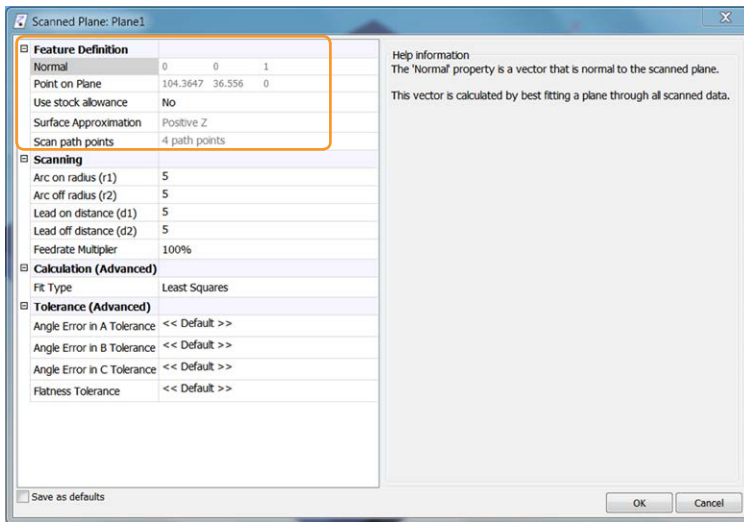 Scanned Plane: Plane1
Feature Definition
Normal 0 0 1
Point on Plane 104.3647 36.556 0
Use stock allowance No
Surface Approximation Positive Z
Scan path points 4 path points
Scanning
Arc on radius (r1) 5
Arc off radius (r2) 5
Lead on distance (d1) 5
Lead off distance (d2) 5
Feedrate Multiplier 100%
Calculation (Advanced)
Fit Type Least Squares
Tolerance (Advanced)
Angle Error in A Tolerance << Default >>
Angle Error in B Tolerance << Default >>
Angle Error in C Tolerance << Default >>
Flatness Tolerance << Default >>
Help information
The 'Normal' property is a vector that is normal to the scanned plane.
This vector is calculated by best fitting a plane through all scanned data.
Save as defaults
OK Cancel